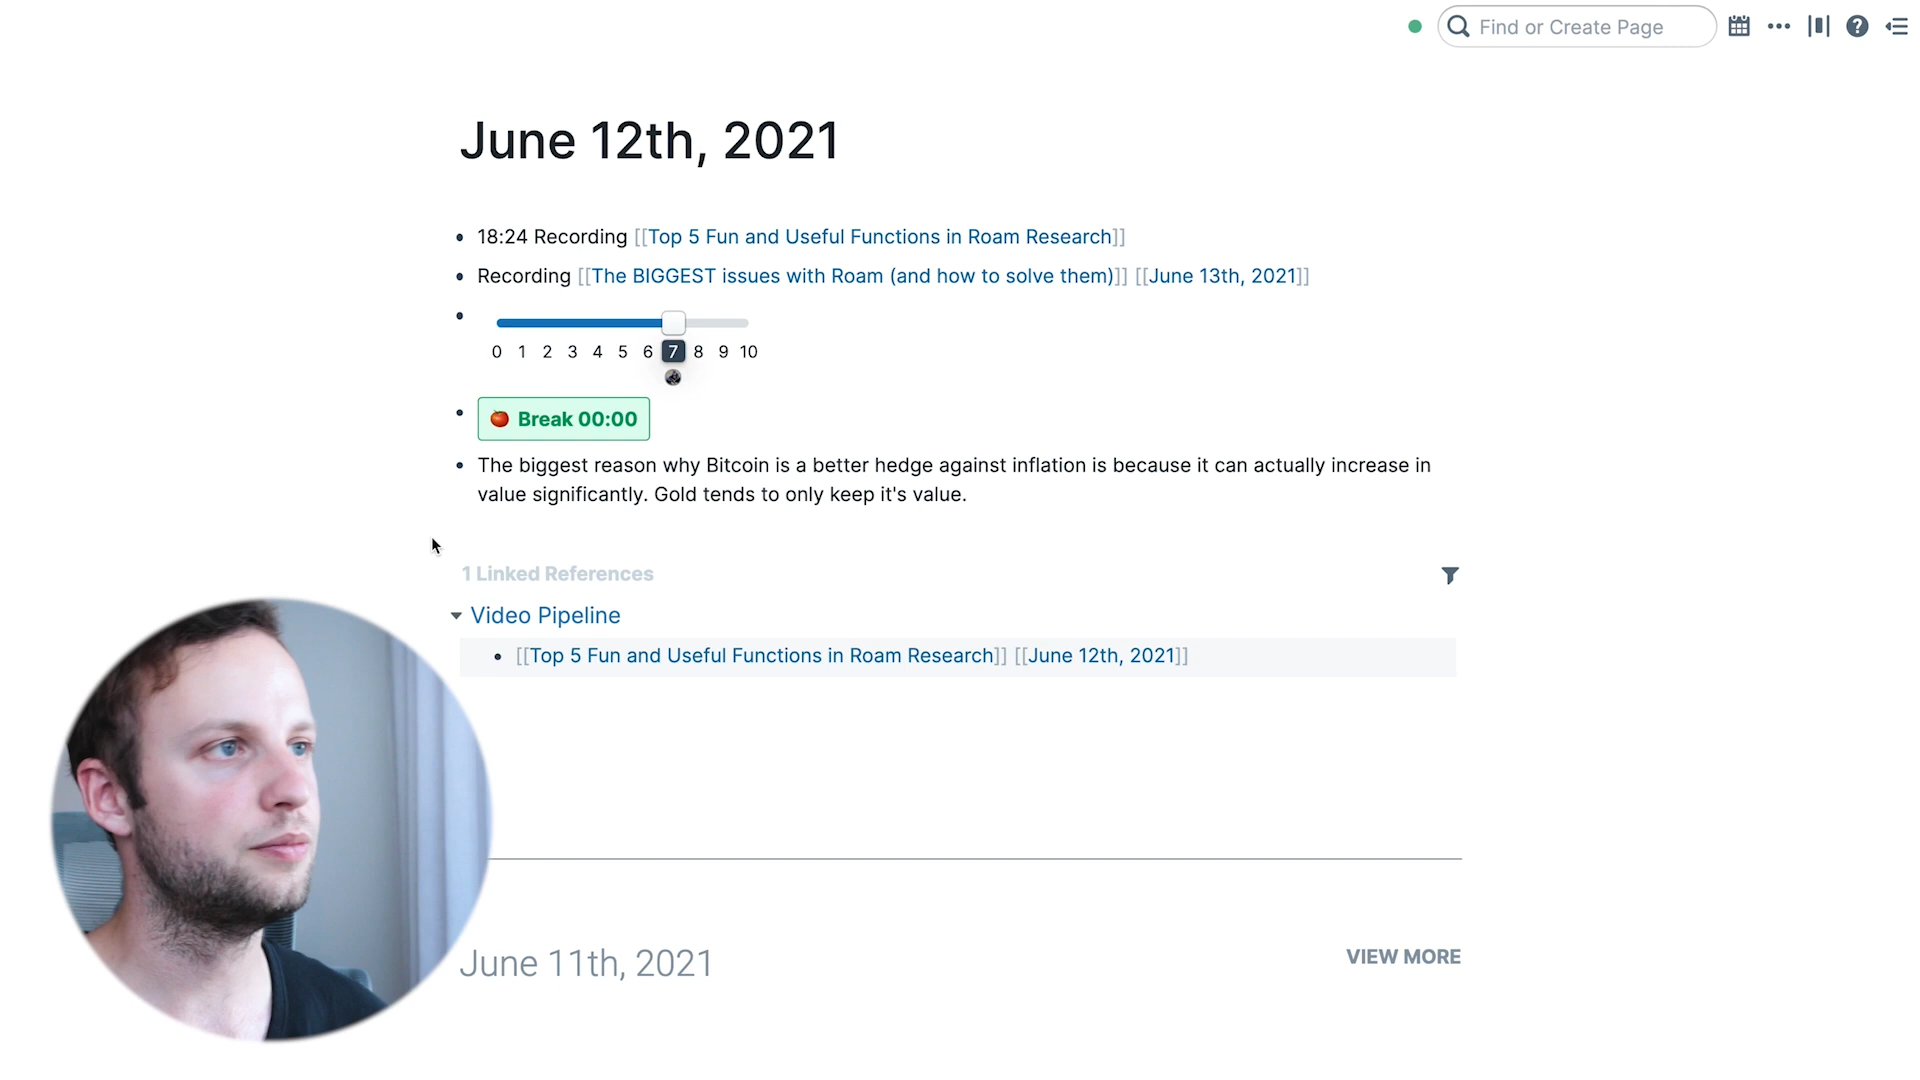 Find or Create Page
June 12th, 2021
18:24 Recording [[Top 5 Fun and Useful Functions in Roam Research]]
Recording [[The BIGGEST issues with Roam (and how to solve them)]] [[June 13th, 2021]]
0 1 2 3 4 5 6 7 8 9 10
Break 00:00
The biggest reason why Bitcoin is a better hedge against inflation is because it can actually increase in
value significantly. Gold tends to only keep it's value.
1 Linked References
Video Pipeline
[[Top 5 Fun and Useful Functions in Roam Research]] [[June 12th, 2021]]
June 11th, 2021
VIEW MORE